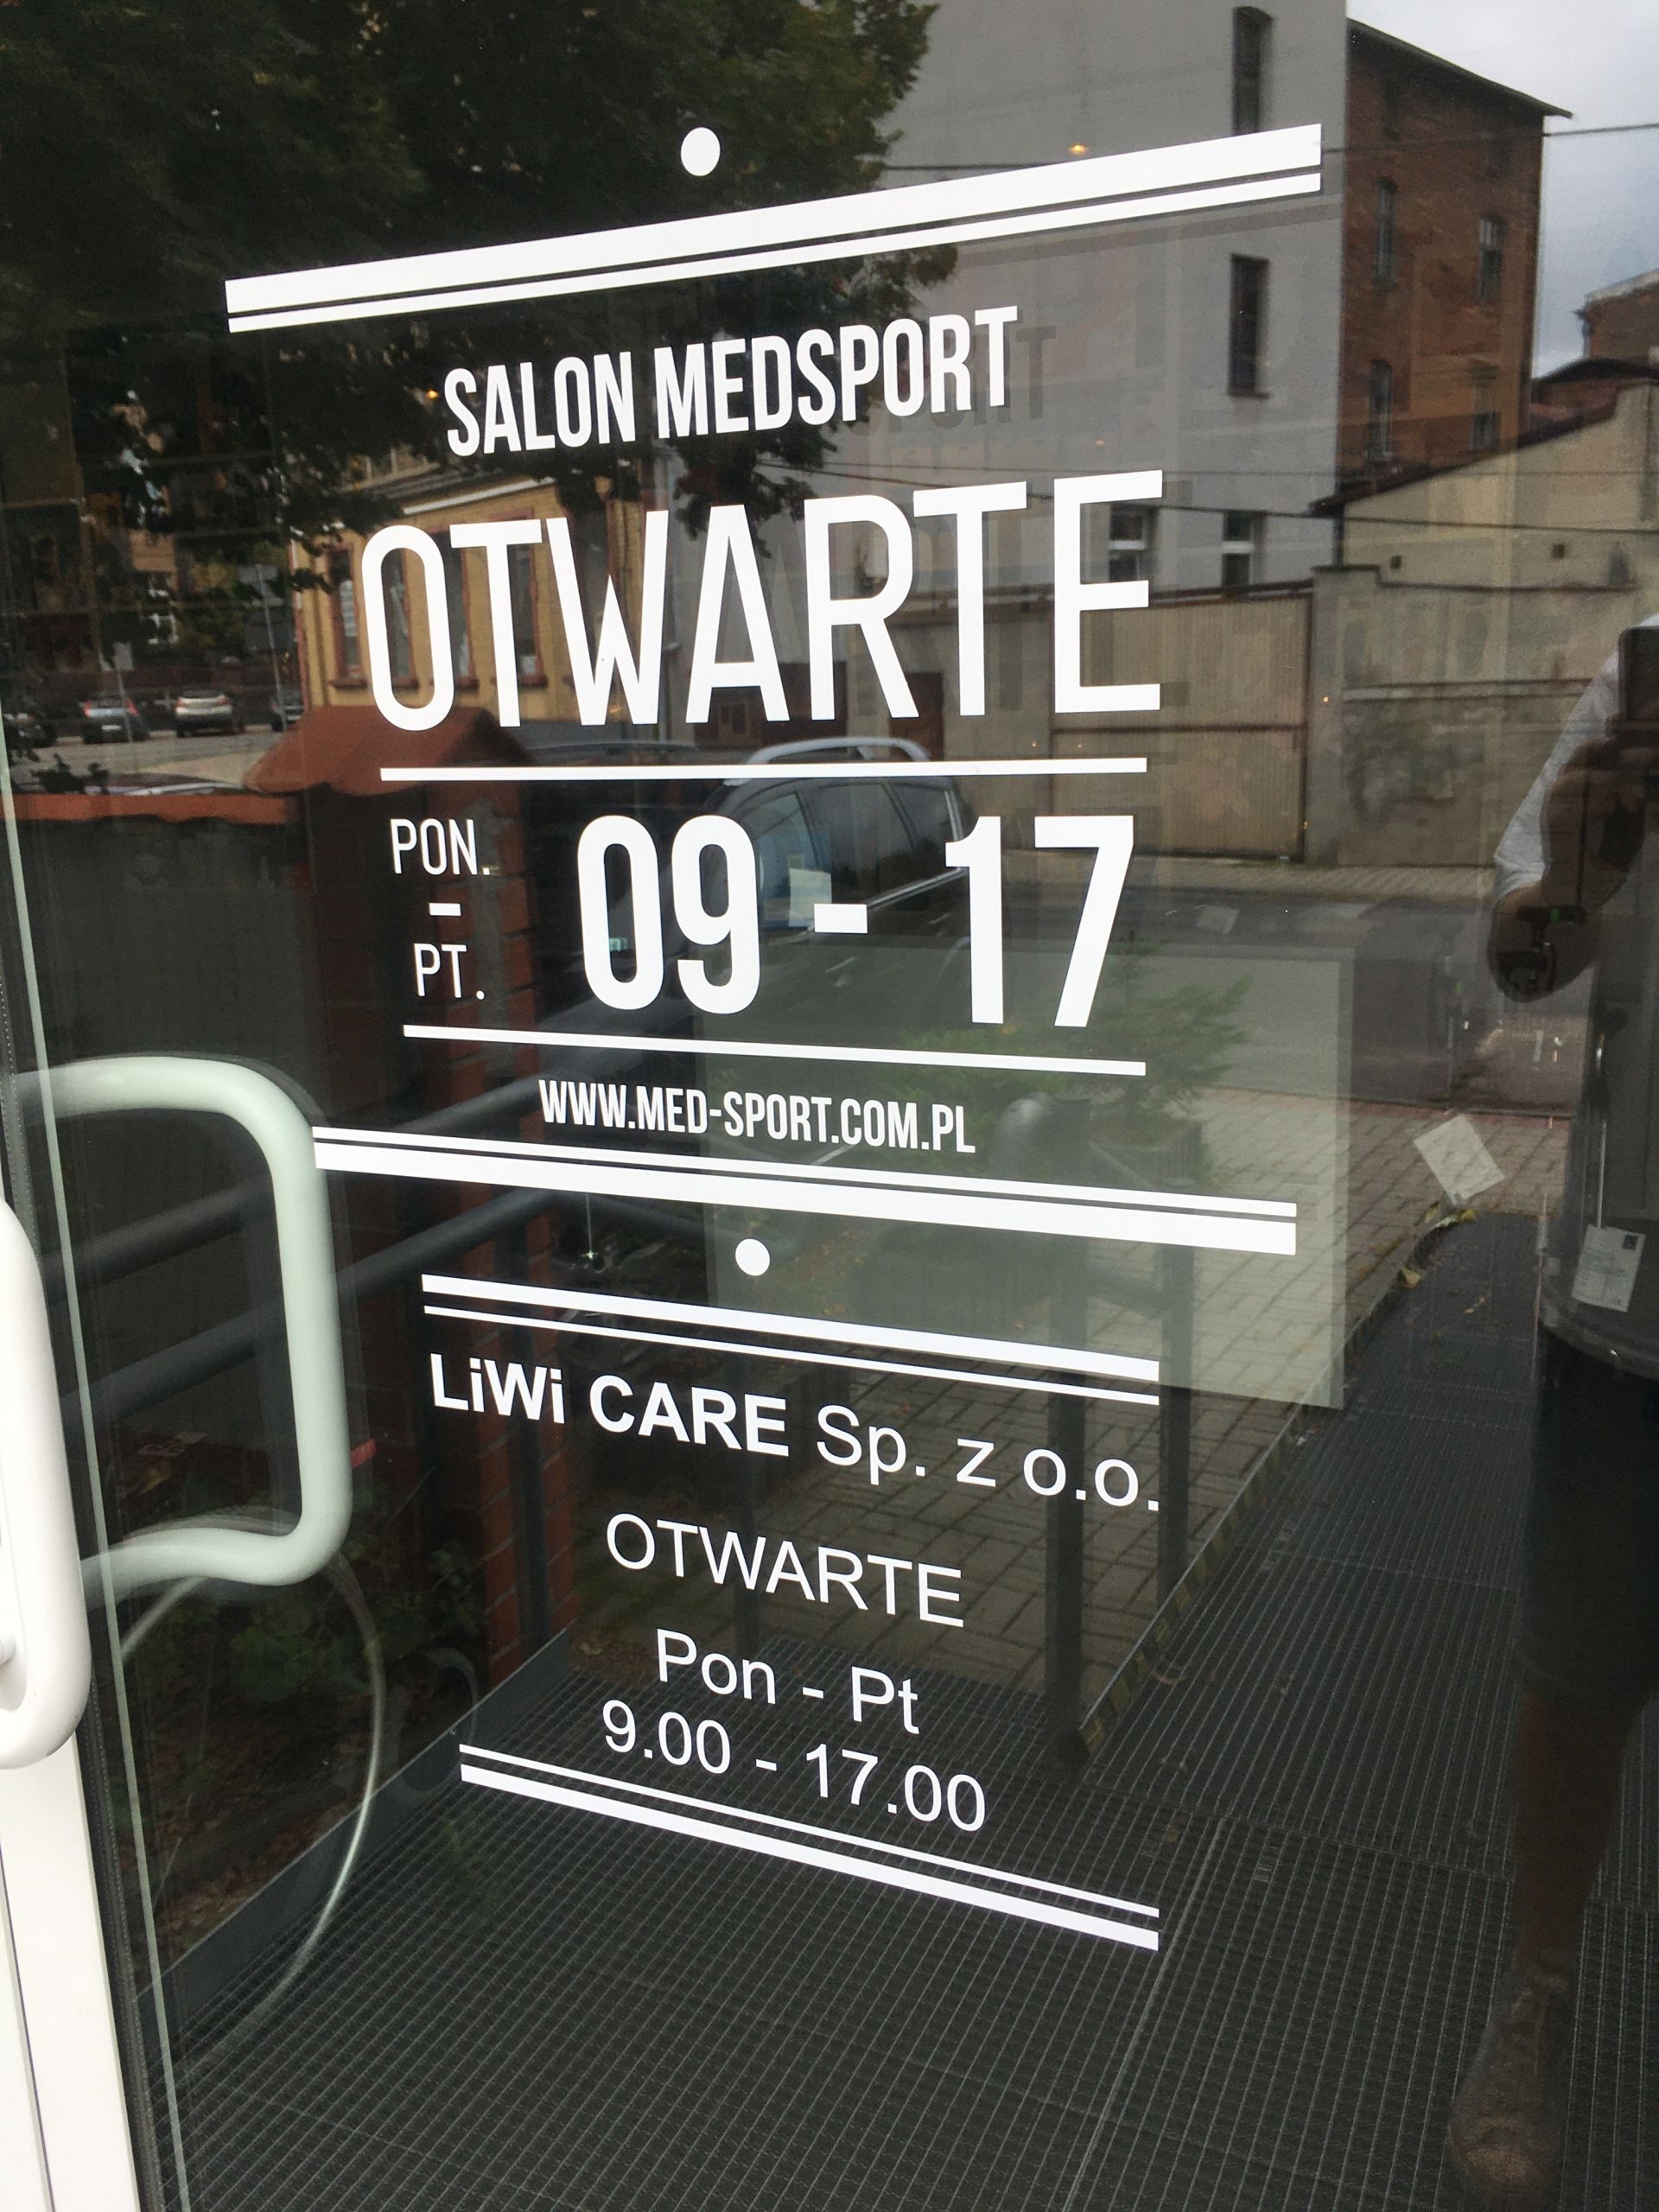 SALON MEDSPORT
OTWARTE
PON. - PT. 09 - 17
WWW.MED-SPORT.COM.PL
LiWi CARE Sp. z o.o.
OTWARTE
Pon - Pt
9.00 - 17.00